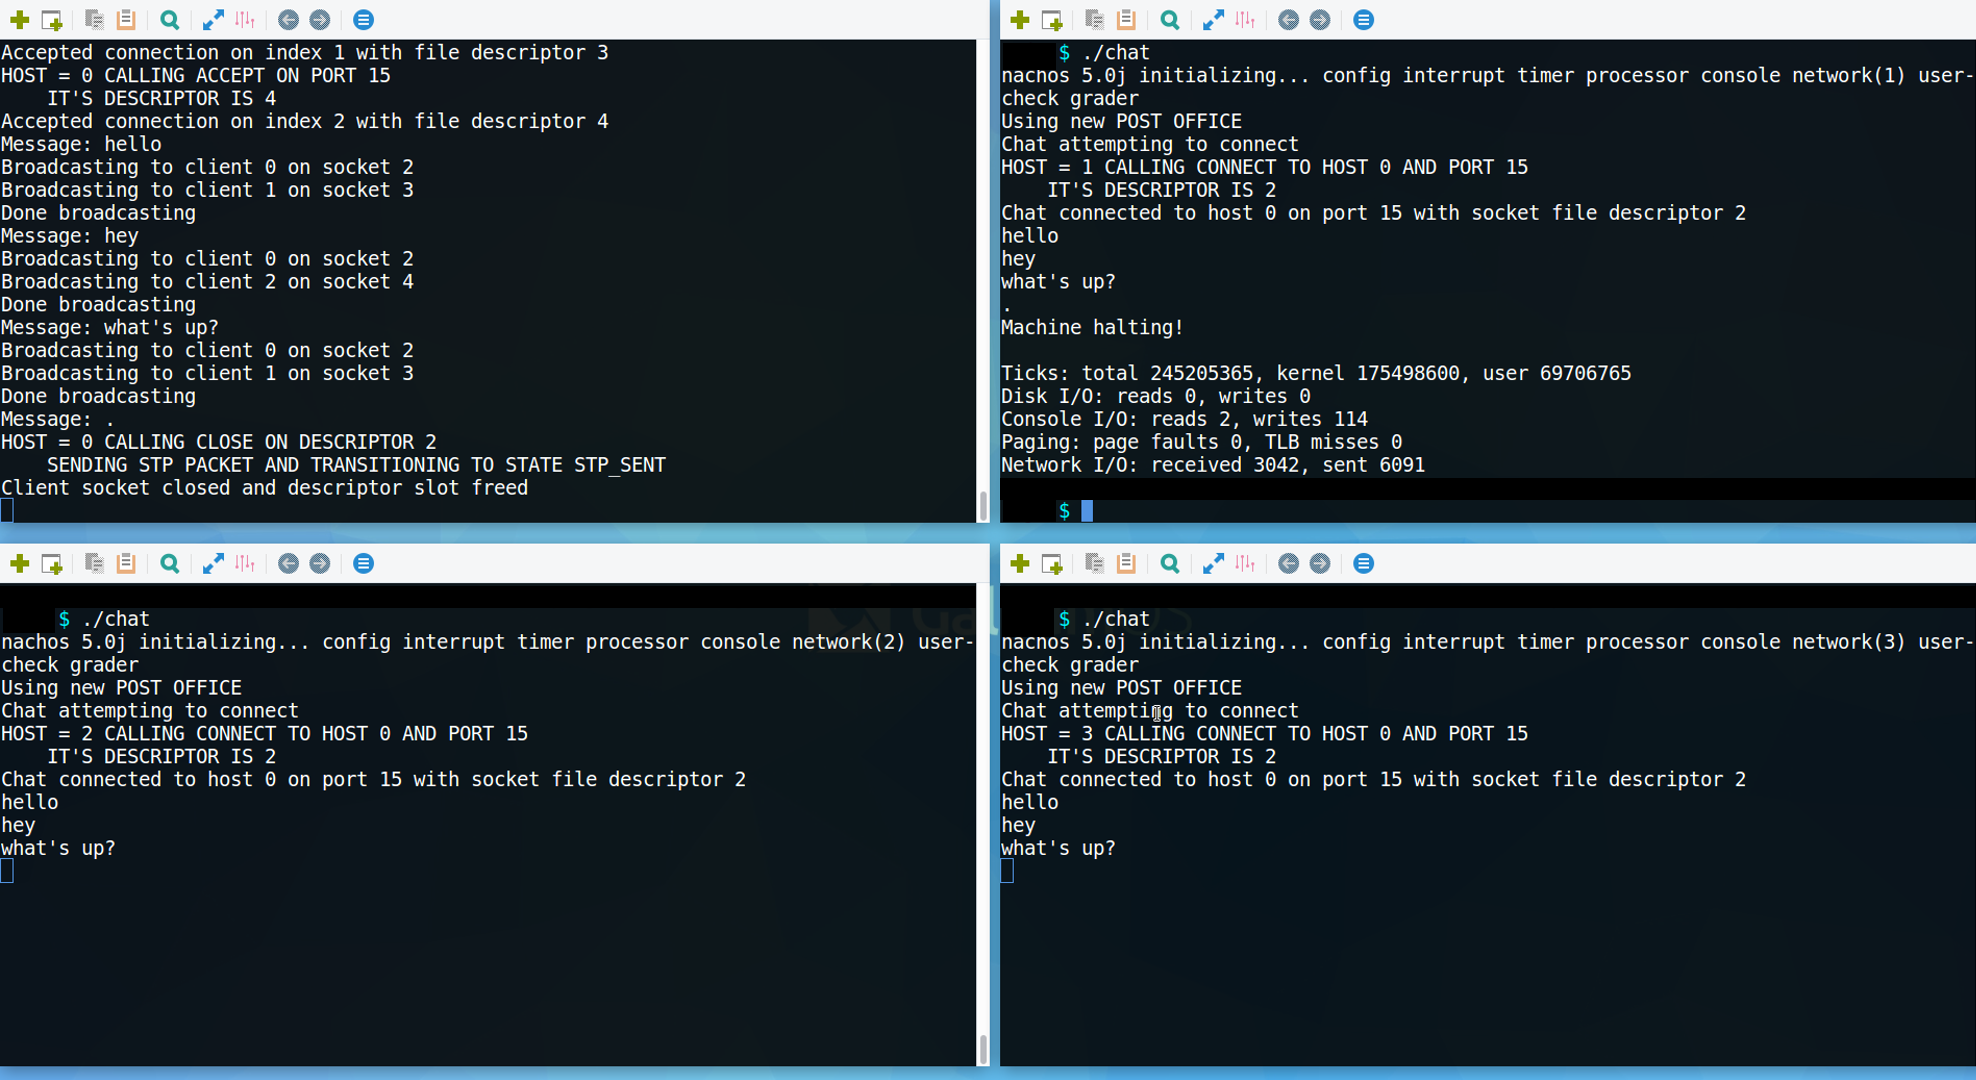 Accepted connection on index 1 with file descriptor 3
HOST = 0 CALLING ACCEPT ON PORT 15
    IT'S DESCRIPTOR IS 4
Accepted connection on index 2 with file descriptor 4
Message: hello
Broadcasting to client 0 on socket 2
Broadcasting to client 1 on socket 3
Done broadcasting
Message: hey
Broadcasting to client 0 on socket 2
Broadcasting to client 2 on socket 4
Done broadcasting
Message: what's up?
Broadcasting to client 0 on socket 2
Broadcasting to client 1 on socket 3
Done broadcasting
Message: .
HOST = 0 CALLING CLOSE ON DESCRIPTOR 2
    SENDING STP PACKET AND TRANSITIONING TO STATE STP_SENT
Client socket closed and descriptor slot freed
$ ./chat
nachos 5.0j initializing... config interrupt timer processor console network(1) user-
check grader
Using new POST OFFICE
Chat attempting to connect
HOST = 1 CALLING CONNECT TO HOST 0 AND PORT 15
    IT'S DESCRIPTOR IS 2
Chat connected to host 0 on port 15 with socket file descriptor 2
hello
hey
what's up?
.
Machine halting!
Ticks: total 245205365, kernel 175498600, user 69706765
Disk I/O: reads 0, writes 0
Console I/O: reads 2, writes 114
Paging: page faults 0, TLB misses 0
Network I/O: received 3042, sent 6091
$
$ ./chat
nachos 5.0j initializing... config interrupt timer processor console network(2) user-
check grader
Using new POST OFFICE
Chat attempting to connect
HOST = 2 CALLING CONNECT TO HOST 0 AND PORT 15
    IT'S DESCRIPTOR IS 2
Chat connected to host 0 on port 15 with socket file descriptor 2
hello
hey
what's up?
$ ./chat
nachos 5.0j initializing... config interrupt timer processor console network(3) user-
check grader
Using new POST OFFICE
Chat attempting to connect
HOST = 3 CALLING CONNECT TO HOST 0 AND PORT 15
    IT'S DESCRIPTOR IS 2
Chat connected to host 0 on port 15 with socket file descriptor 2
hello
hey
what's up?